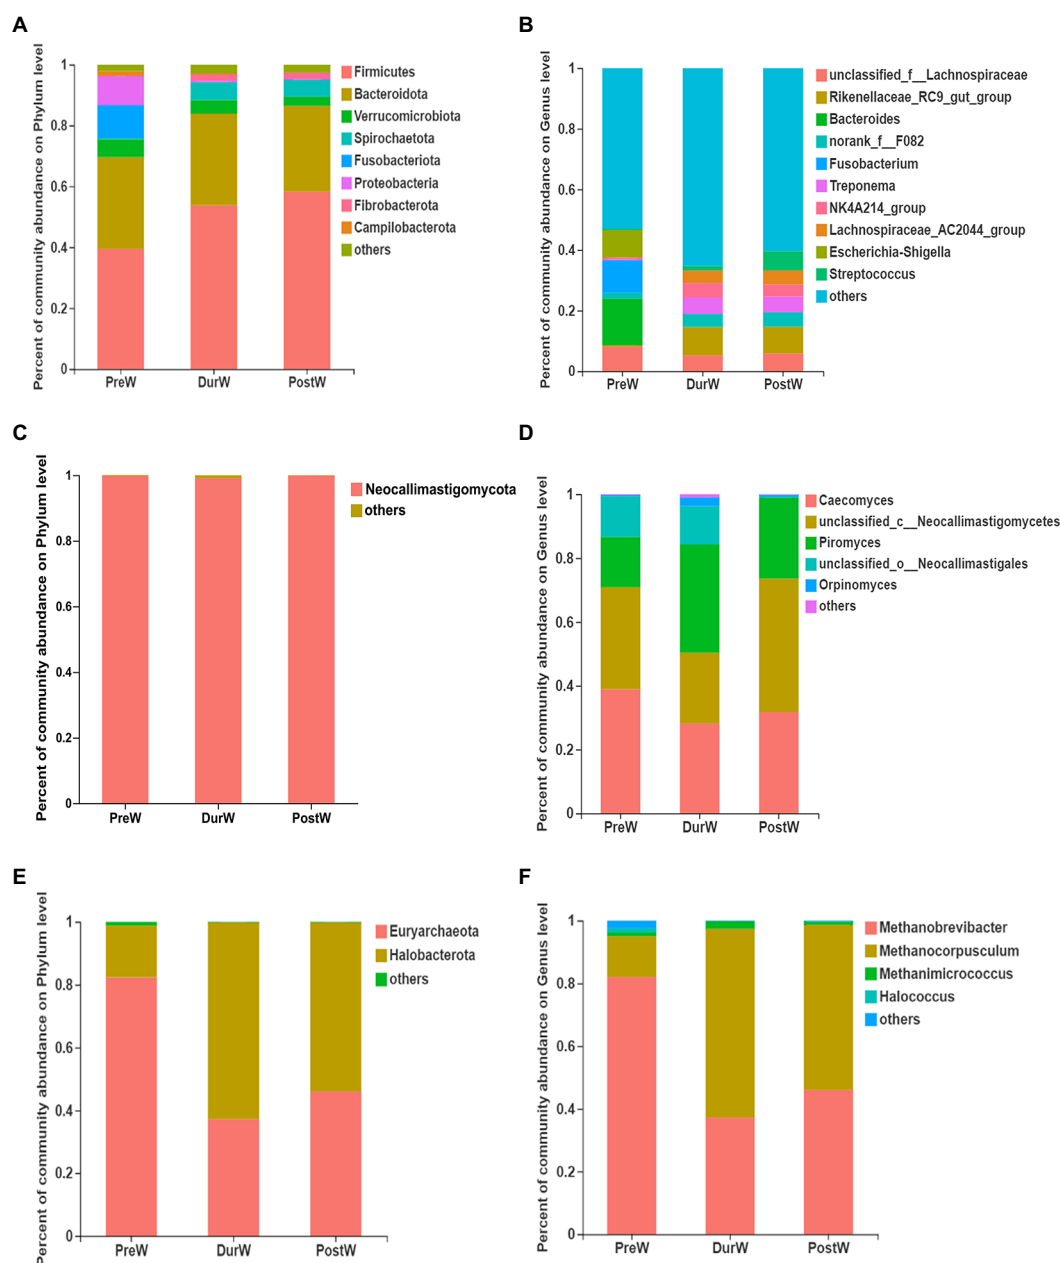 A
Percent of community abundance on Phylum level
1
0.8
0.6
0.4
0.2
0
PreW
DurW
PostW
Firmicutes
Bacteroidota
Verrucomicrobiota
Spirochaetota
Fusobacteriota
Proteobacteria
Fibrobacterota
Campilobacterota
others
B
Percent of community abundance on Genus level
1
0.8
0.6
0.4
0.2
0
PreW
DurW
PostW
unclassified_f__Lachnospiraceae
Rikenellaceae_RC9_gut_group
Bacteroides
norank_f__F082
Fusobacterium
Treponema
NK4A214_group
Lachnospiraceae_AC2044_group
Escherichia-Shigella
Streptococcus
others
C
Percent of community abundance on Phylum level
1
0.8
0.6
0.4
0.2
0
PreW
DurW
PostW
Neocallimastigomycota
others
D
Percent of community abundance on Genus level
1
0.8
0.6
0.4
0.2
0
PreW
DurW
PostW
Caecomyces
unclassified_c__Neocallimastigomycetes
Piromyces
unclassified_o__Neocallimastigales
Orpinomyces
others
E
Percent of community abundance on Phylum level
1
0.8
0.6
0.4
0.2
0
PreW
DurW
PostW
Euryarchaeota
Halobacterota
others
F
Percent of community abundance on Genus level
1
0.8
0.6
0.4
0.2
0
PreW
DurW
PostW
Methanobrevibacter
Methanocorpusculum
Methanimicrococcus
Halococcus
others